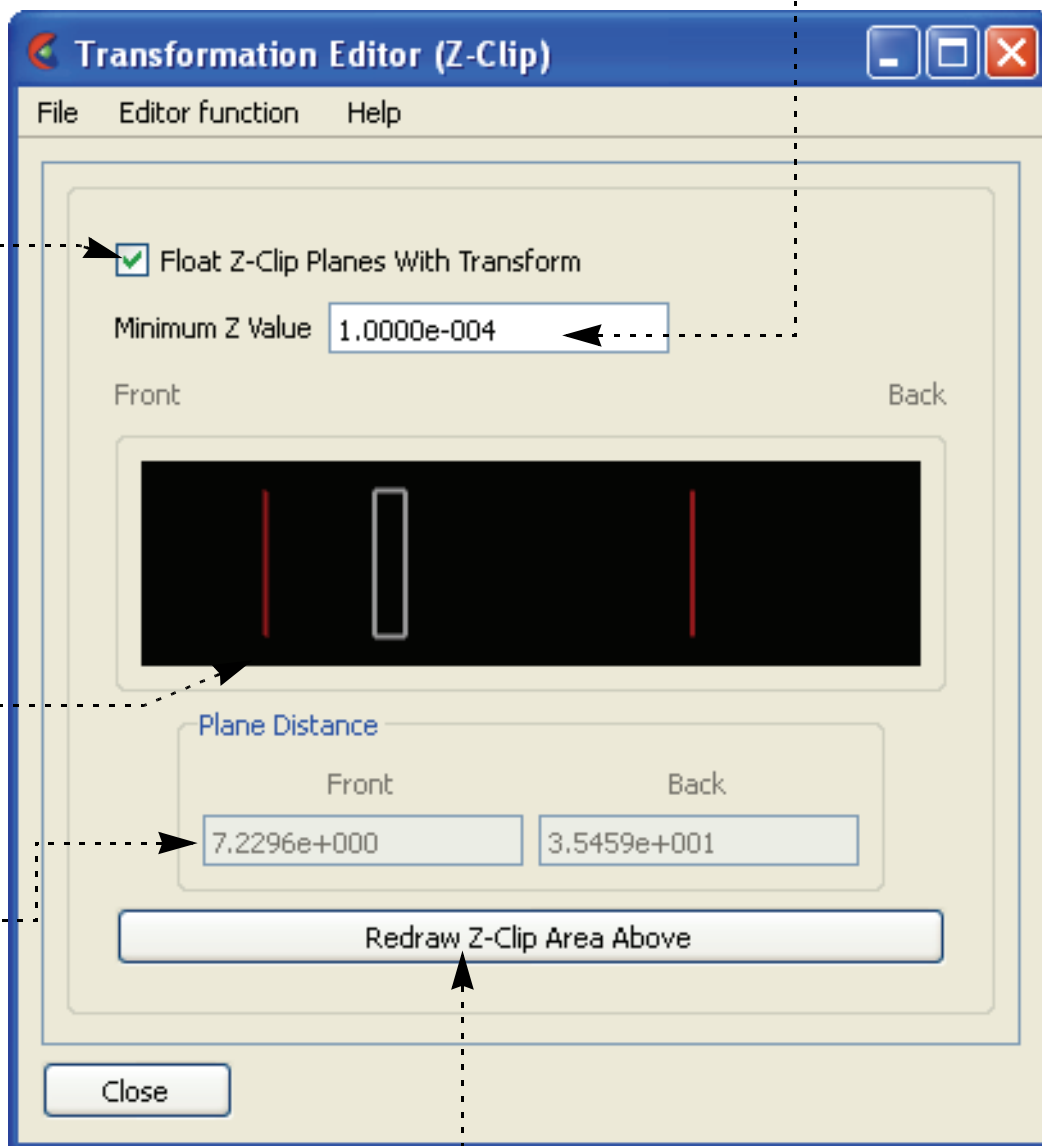 Transformation Editor (Z-Clip)
File Editor function Help
Float Z-Clip Planes With Transform
Minimum Z Value 1.0000e-004
Front Back
Plane Distance
Front Back
7.2296e+000 3.5459e+001
Redraw Z-Clip Area Above
Close